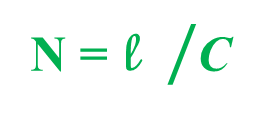 N = ℓ /C